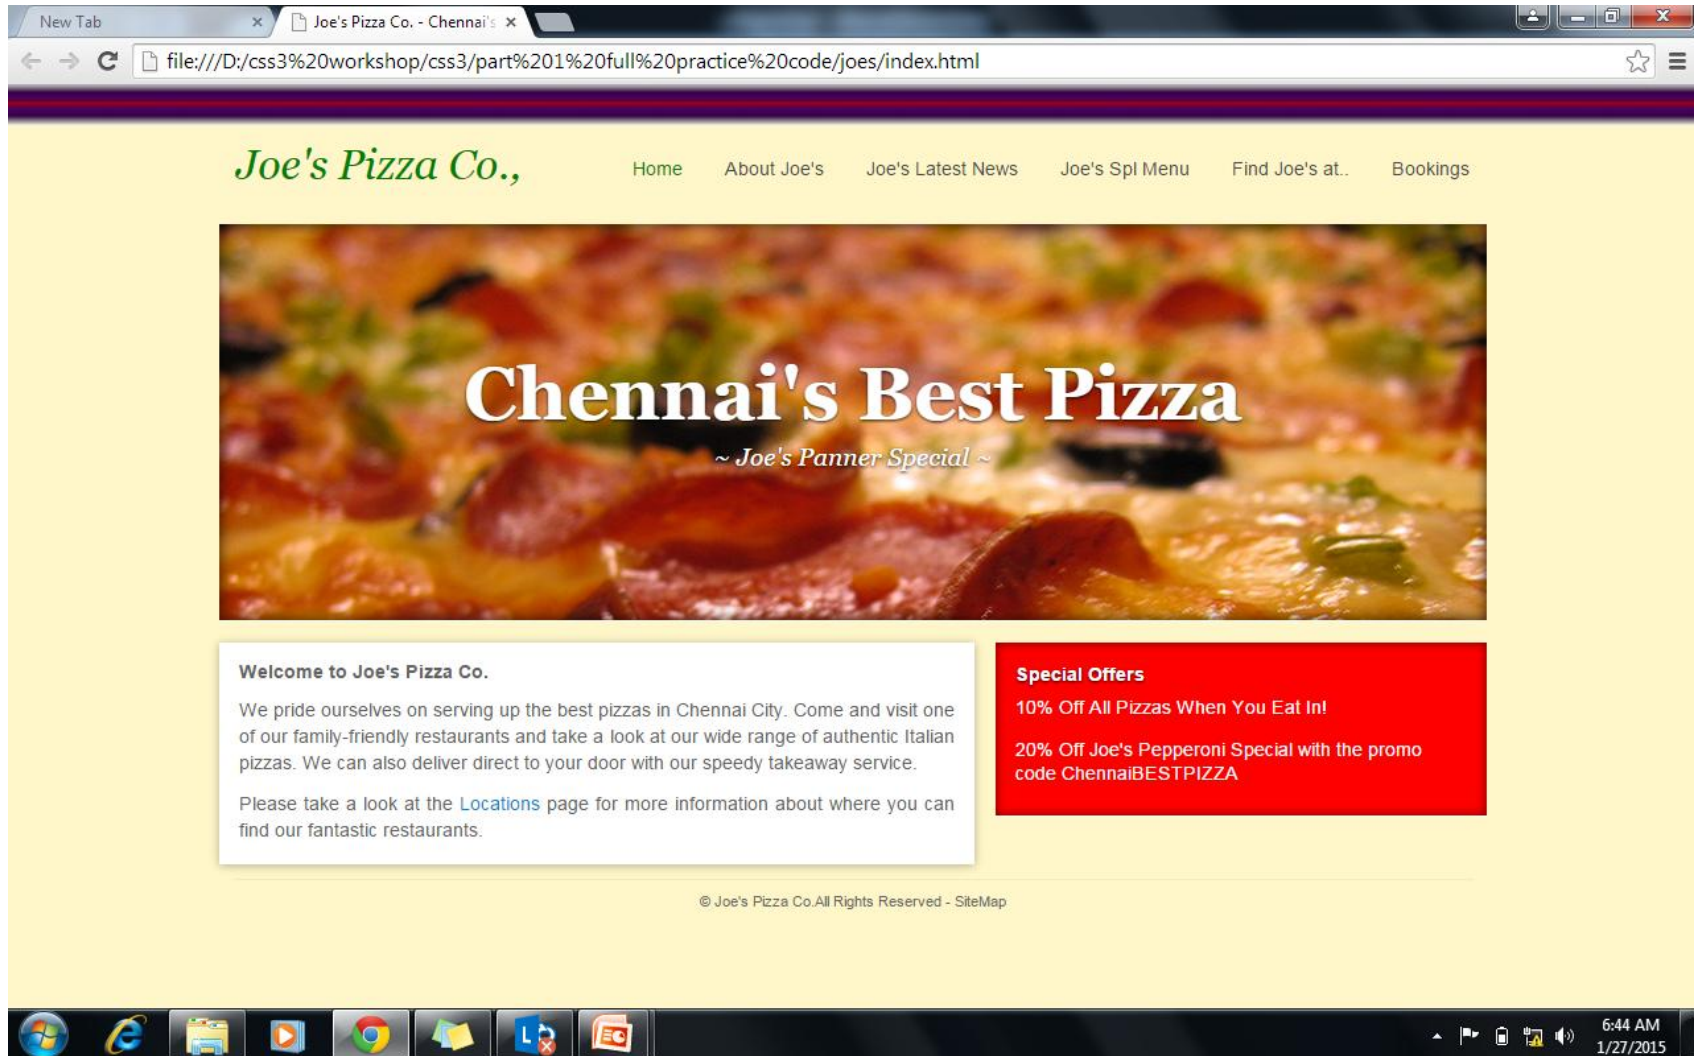 New Tab
Joe's Pizza Co. - Chennai's
file:///D:/css3%20workshop/css3/part%201%20full%20practice%20code/joes/index.html
Joe's Pizza Co.,
Home About Joe's Joe's Latest News Joe's Spl Menu Find Joe's at.. Bookings
Chennai's Best Pizza
~ Joe's Panner Special ~
Welcome to Joe's Pizza Co.
We pride ourselves on serving up the best pizzas in Chennai City. Come and visit one
of our family-friendly restaurants and take a look at our wide range of authentic Italian
pizzas. We can also deliver direct to your door with our speedy takeaway service.
Please take a look at the Locations page for more information about where you can
find our fantastic restaurants.
Special Offers
10% Off All Pizzas When You Eat In!
20% Off Joe's Pepperoni Special with the promo
code ChennaiBESTPIZZA
© Joe's Pizza Co.All Rights Reserved - SiteMap
6:44 AM
1/27/2015